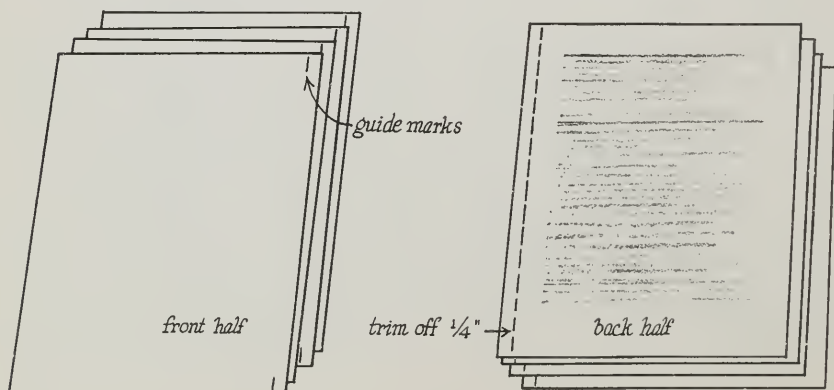 guide marks
front half
trim off 1/4"
back half